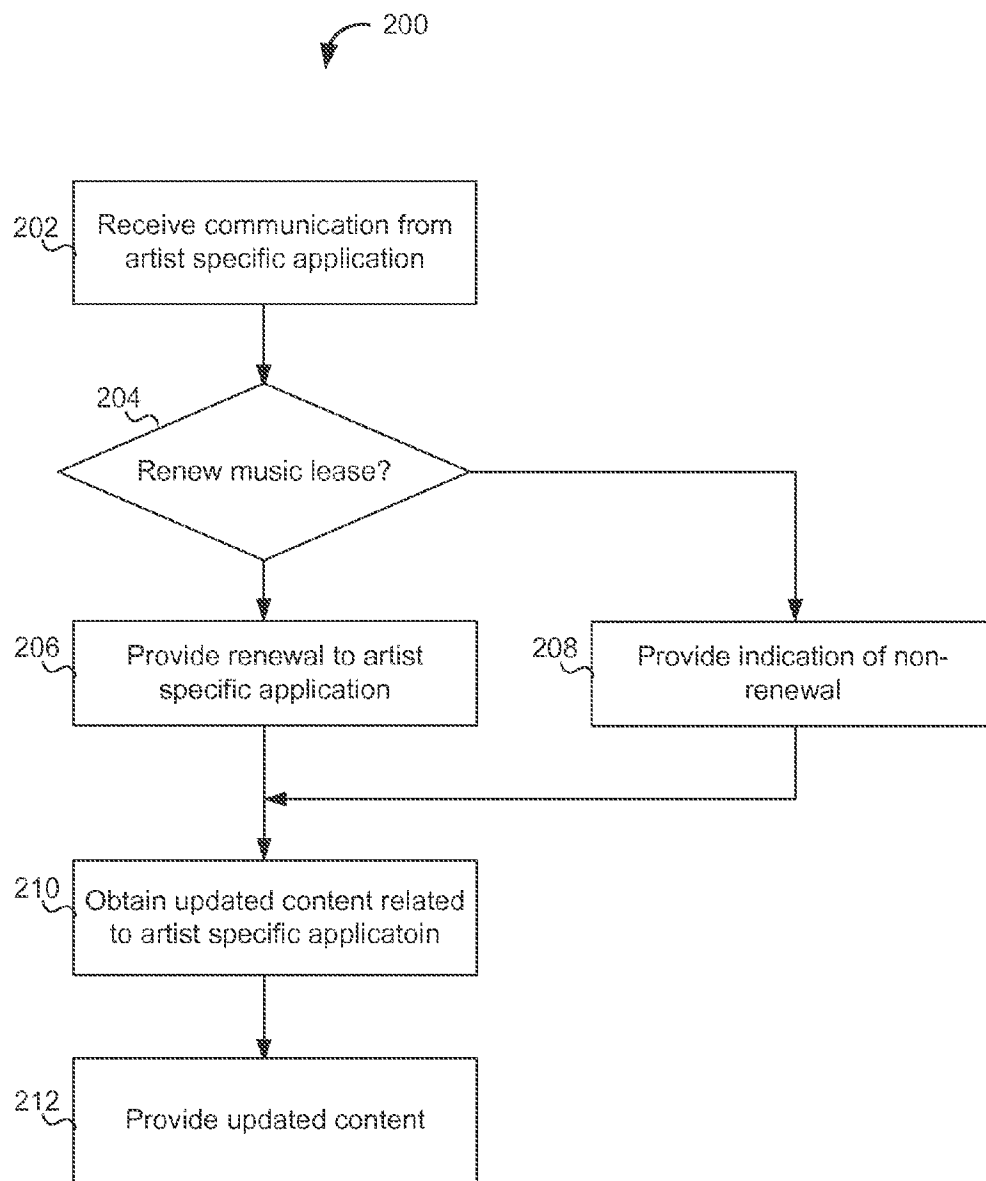 200
202
Receive communication from
artist specific application
204
Renew music lease?
206
Provide renewal to artist
specific application
208
Provide indication of non-
renewal
210
Obtain updated content related
to artist specific applicatoin
212
Provide updated content